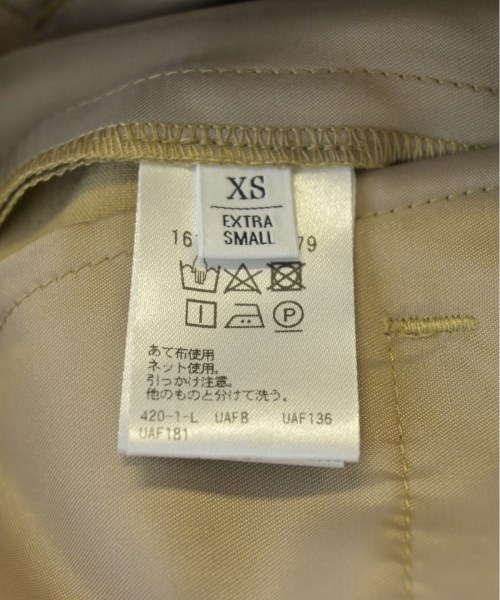 XS
EXTRA
SMALL
16 79
あて布使用
ネット使用。
引っかけ注意。
他のものと分けて洗う。
420-1-L UAF8 UAF136
UAF181